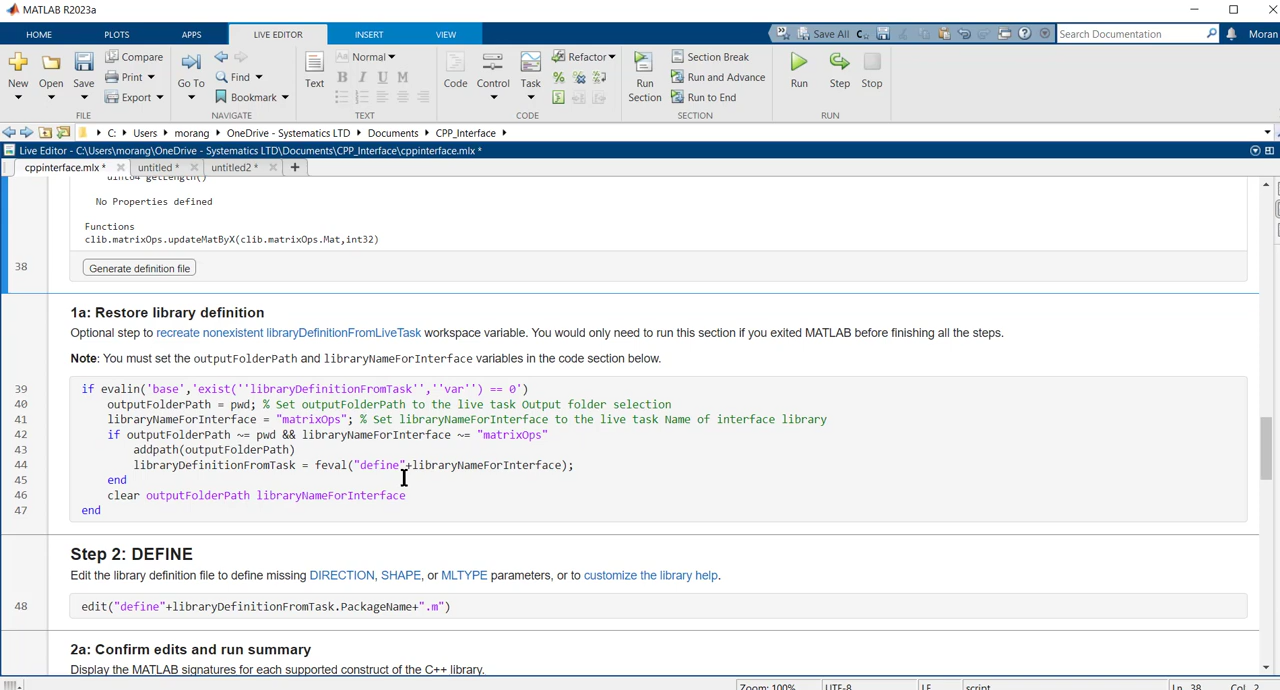 MATLAB R2023a
HOME PLOTS APPS LIVE EDITOR INSERT VIEW
Save All Search Documentation Moran
New Open Save Compare Print Export
FILE
Go To Find Bookmark
NAVIGATE
Text Normal B I U M
TEXT
Code Control Task Refactor
CODE
Run Section Section Break Run and Advance Run to End
SECTION
Run Step Stop
RUN
C: Users morang OneDrive - Systematics LTD Documents CPP_Interface
Live Editor - C:\Users\morang\OneDrive - Systematics LTD\Documents\CPP_Interface\cppinterface.mlx *
cppinterface.mlx * untitled * untitled2 * +
uint64 getLength()
No Properties defined
Functions
clib.matrixOps.updateMatByX(clib.matrixOps.Mat,int32)
38 Generate definition file
1a: Restore library definition
Optional step to recreate nonexistent libraryDefinitionFromLiveTask workspace variable. You would only need to run this section if you exited MATLAB before finishing all the steps.
Note: You must set the outputFolderPath and libraryNameForInterface variables in the code section below.
39 if evalin('base','exist(''libraryDefinitionFromTask'',''var'') == 0')
40 outputFolderPath = pwd; % Set outputFolderPath to the live task Output folder selection
41 libraryNameForInterface = "matrixOps"; % Set libraryNameForInterface to the live task Name of interface library
42 if outputFolderPath ~= pwd && libraryNameForInterface ~= "matrixOps"
43 addpath(outputFolderPath)
44 libraryDefinitionFromTask = feval("define"+libraryNameForInterface);
45 end
46 clear outputFolderPath libraryNameForInterface
47 end
Step 2: DEFINE
Edit the library definition file to define missing DIRECTION, SHAPE, or MLTYPE parameters, or to customize the library help.
48 edit("define"+libraryDefinitionFromTask.PackageName+".m")
2a: Confirm edits and run summary
Display the MATLAB signatures for each supported construct of the C++ library.
Zoom: 100% UTF-8 LF script Ln 38 Col 2